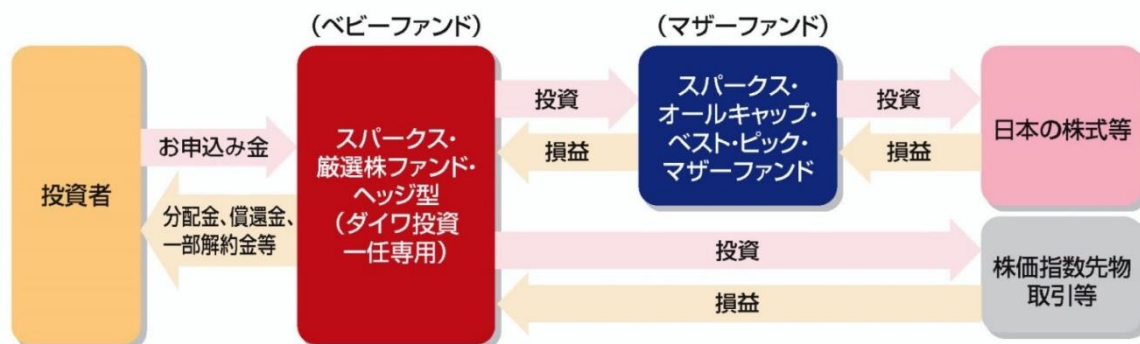 （ベビーファンド）
（マザーファンド）
投資者
お申込み金
分配金、償還金、
一部解約金等
スパークス・
厳選株ファンド・
ヘッジ型
（ダイワ投資
一任専用）
投資
損益
スパークス・
オールキャップ・
ベスト・ピック・
マザーファンド
投資
損益
日本の株式等
投資
損益
株価指数先物
取引等